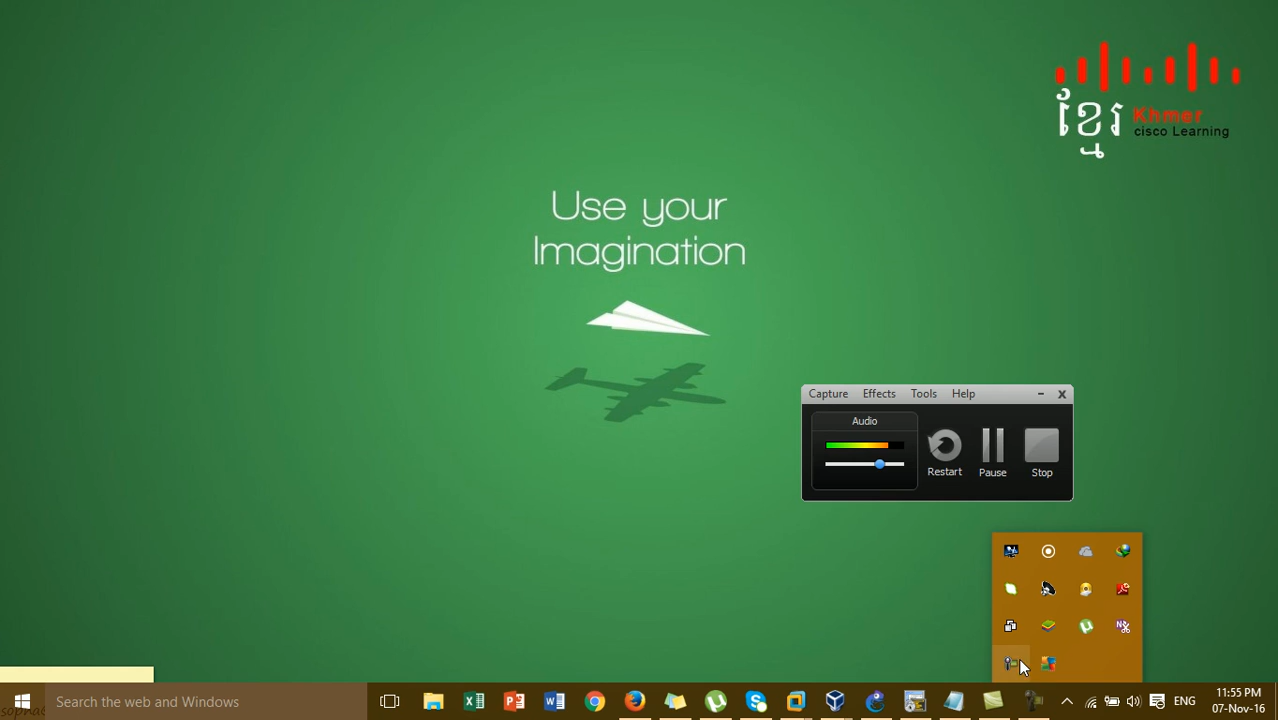 ខ្មែរ
Khmer
cisco Learning
Use your
Imagination
Capture Effects Tools Help
Audio
Restart Pause Stop
Search the web and Windows
ENG
11:55 PM
07-Nov-16